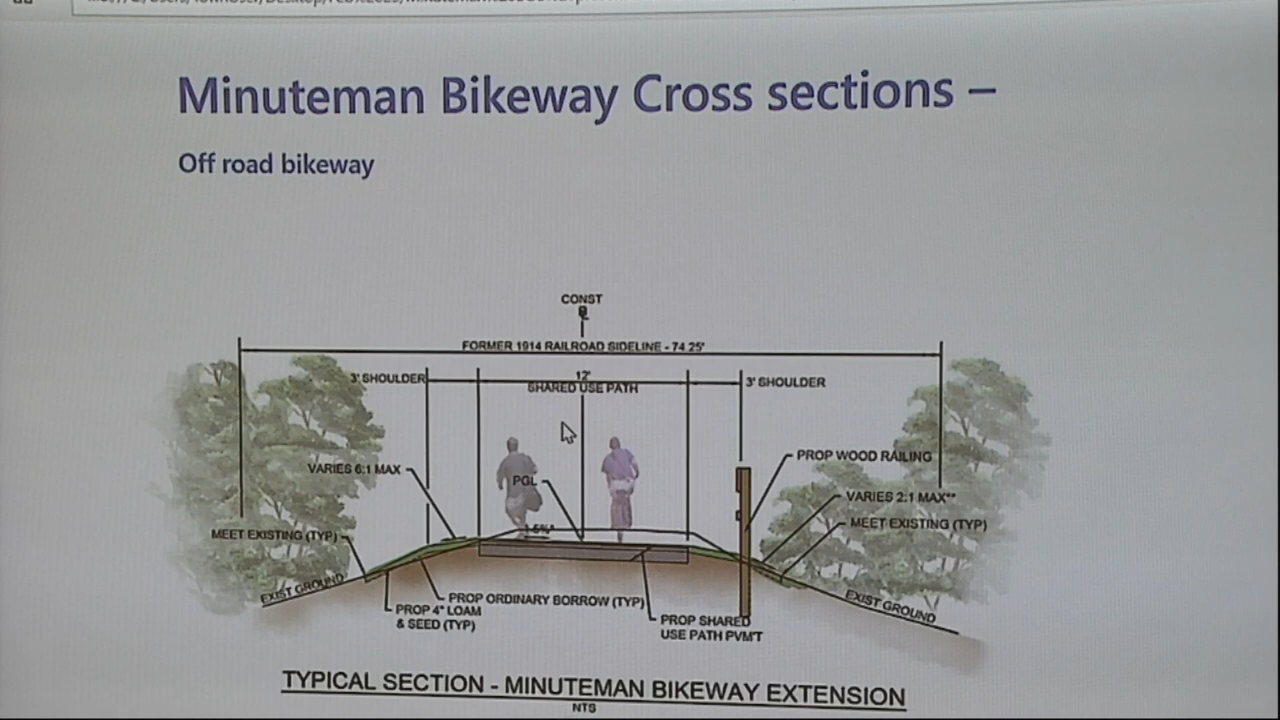 Minuteman Bikeway Cross sections –
Off road bikeway
CONST
FORMER 1914 RAILROAD SIDELINE - 74.25'
3' SHOULDER
12'
SHARED USE PATH
3' SHOULDER
PROP WOOD RAILING
VARIES 6:1 MAX
PGL
VARIES 2:1 MAX**
MEET EXISTING (TYP)
1.5%*
MEET EXISTING (TYP)
EXIST GROUND
PROP 4" LOAM
& SEED (TYP)
PROP ORDINARY BORROW (TYP)
PROP SHARED
USE PATH PVM'T
EXIST GROUND
TYPICAL SECTION - MINUTEMAN BIKEWAY EXTENSION
NTS